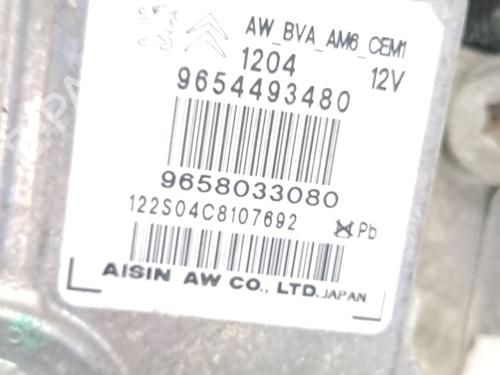 AW_BVA_AM6_CEM1
1204 12V
9654493480
9658033080
122S04C8107692 Pb
AISIN AW CO., LTD. JAPAN